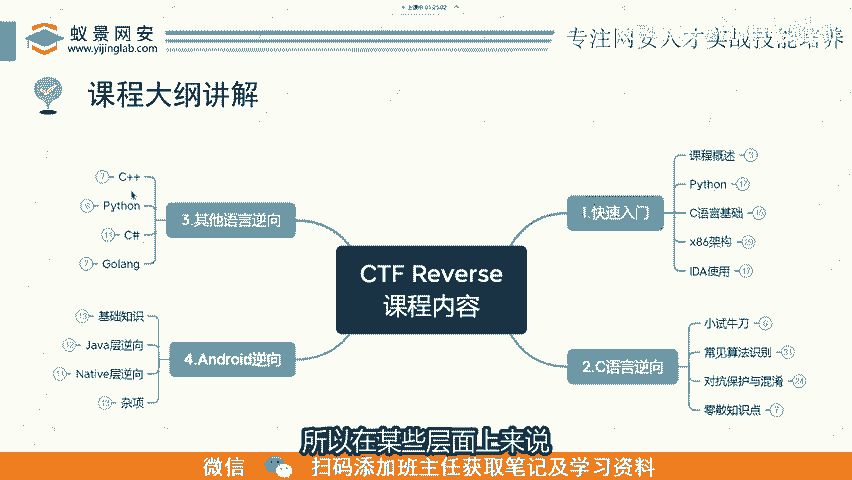 蚁景网安
www.yijinglab.com
专注网安人才实战技能培养
课程大纲讲解
CTF Reverse
课程内容
1.快速入门
课程概述 3
Python
C语言基础
x86架构 29
IDA使用 17
2.C语言逆向
小试牛刀 6
常见算法识别 31
对抗保护与混淆 24
零散知识点 7
3.其他语言逆向
7 C++
Python
13 C#
7 Golang
4.Android逆向
基础知识
Java层逆向
Native层逆向
13 杂项
所以在某些层面上来说
微信 扫码添加班主任获取笔记及学习资料